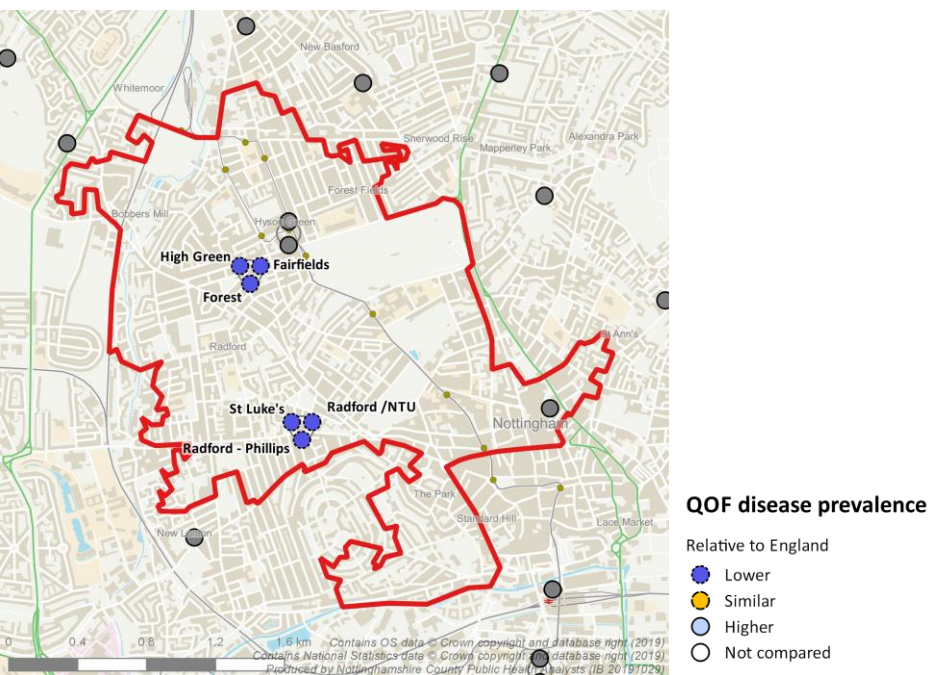 New Basford
Whitemoor
Sherwood Rise
Alexandra Park
Mapperley Park
Forest Fields
Bobbers Mill
Hyson Green
High Green
Fairfields
Forest
St Ann's
Radford
St Luke's
Radford /NTU
Nottingham
Radford - Phillips
The Park
Standard Hill
Lace Market
New Lenton
QOF disease prevalence
Relative to England
Lower
Similar
Higher
Not compared
0 0.4 0.8 1.2 1.6 km
Contains OS data © Crown copyright and database right (2019)
Contains National Statistics data © Crown copyright and database right (2019)
Produced by Nottinghamshire County Public Health Analysts (IB 20191029)